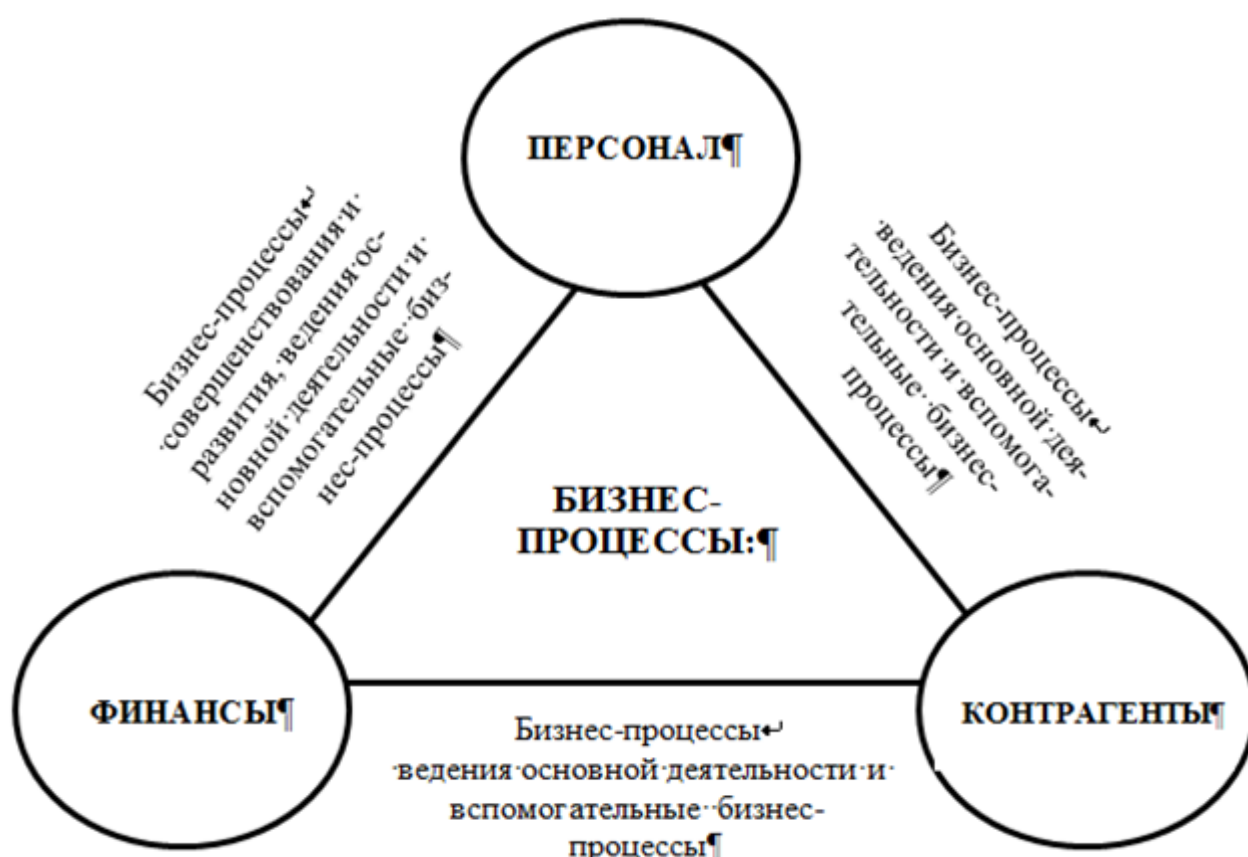 ПЕРСОНАЛ¶
Бизнес-процессы↵
·совершенствования·и
развития,·ведения·ос-
новной·деятельности·и
вспомогательные··биз-
нес-процессы¶
Бизнес-процессы↵
·ведения·основной·дея-
тельности·и·вспомога-
тельные··бизнес-
процессы¶
БИЗНЕС-
ПРОЦЕССЫ:¶
ФИНАНСЫ¶
КОНТРАГЕНТЫ¶
Бизнес-процессы↵
·ведения·основной·деятельности·и·
вспомогательные··бизнес-
процессы¶